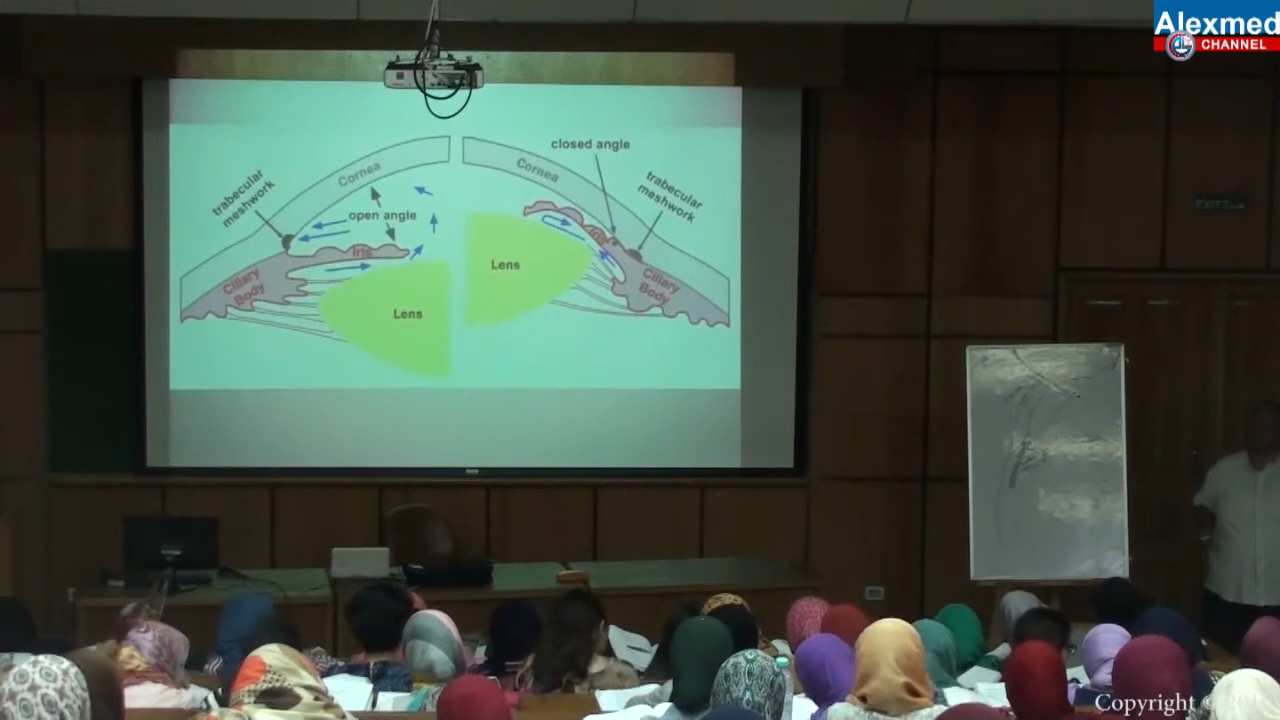 Alexmed
CHANNEL
closed angle
Cornea
Cornea
trabecular
meshwork
trabecular
meshwork
open angle
Iris
Iris
Lens
Lens
Ciliary
Body
Ciliary
Body
Copyright ©